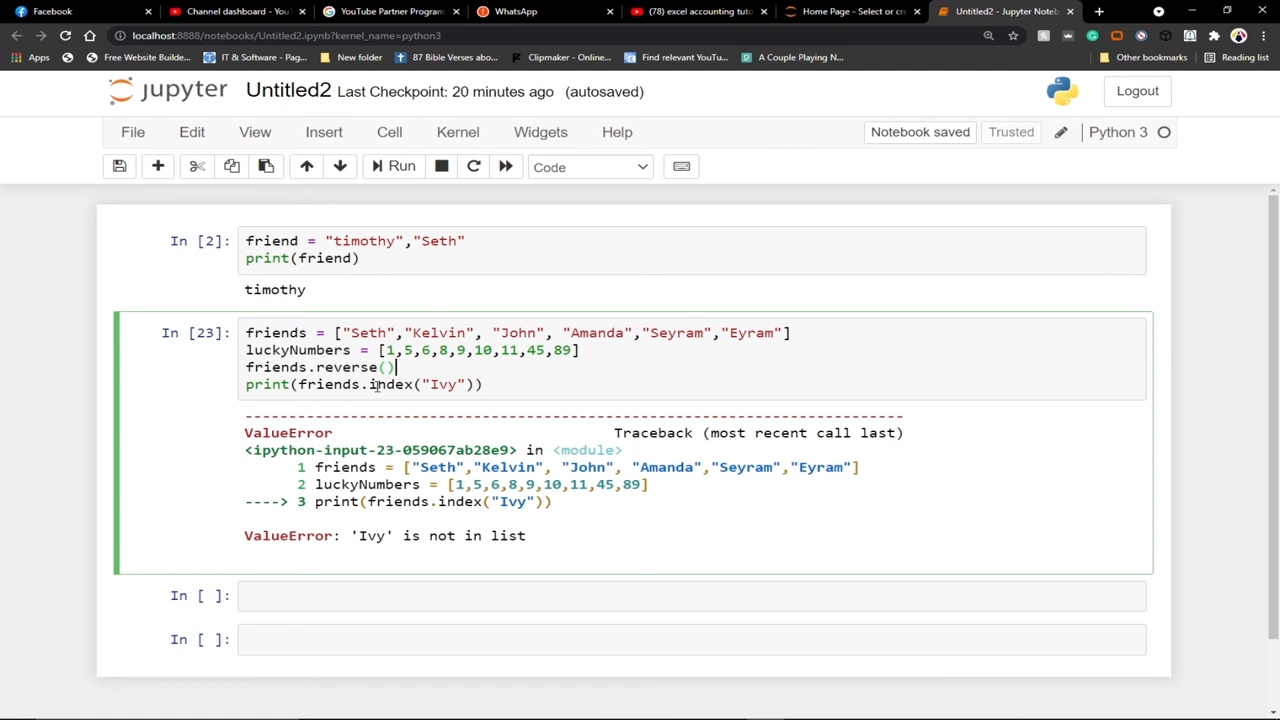 Facebook
Channel dashboard - YouT
YouTube Partner Program
WhatsApp
(78) excel accounting tuto
Home Page - Select or cre
Untitled2 - Jupyter Noteb
localhost:8888/notebooks/Untitled2.ipynb?kernel_name=python3
Apps
Free Website Builde...
IT & Software - Pag...
New folder
87 Bible Verses abo...
Clipmaker - Online...
Find relevant YouTu...
A Couple Playing N...
Other bookmarks
Reading list
jupyter Untitled2 Last Checkpoint: 20 minutes ago (autosaved)
Logout
File Edit View Insert Cell Kernel Widgets Help
Notebook saved Trusted Python 3
Run Code
In [2]: friend = "timothy","Seth"
print(friend)
timothy
In [23]: friends = ["Seth","Kelvin", "John", "Amanda","Seyram","Eyram"]
luckyNumbers = [1,5,6,8,9,10,11,45,89]
friends.reverse()
print(friends.index("Ivy"))
---------------------------------------------------------------------------
ValueError Traceback (most recent call last)
<ipython-input-23-059067ab28e9> in <module>
1 friends = ["Seth","Kelvin", "John", "Amanda","Seyram","Eyram"]
2 luckyNumbers = [1,5,6,8,9,10,11,45,89]
----> 3 print(friends.index("Ivy"))
ValueError: 'Ivy' is not in list
In [ ]:
In [ ]: